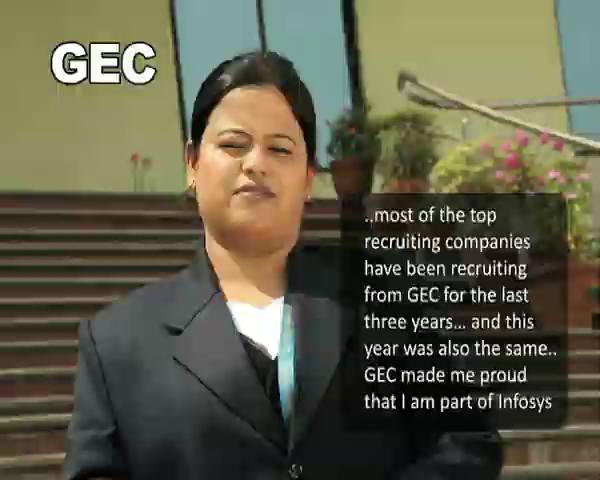 GEC
..most of the top
recruiting companies
have been recruiting
from GEC for the last
three years... and this
year was also the same..
GEC made me proud
that I am part of Infosys